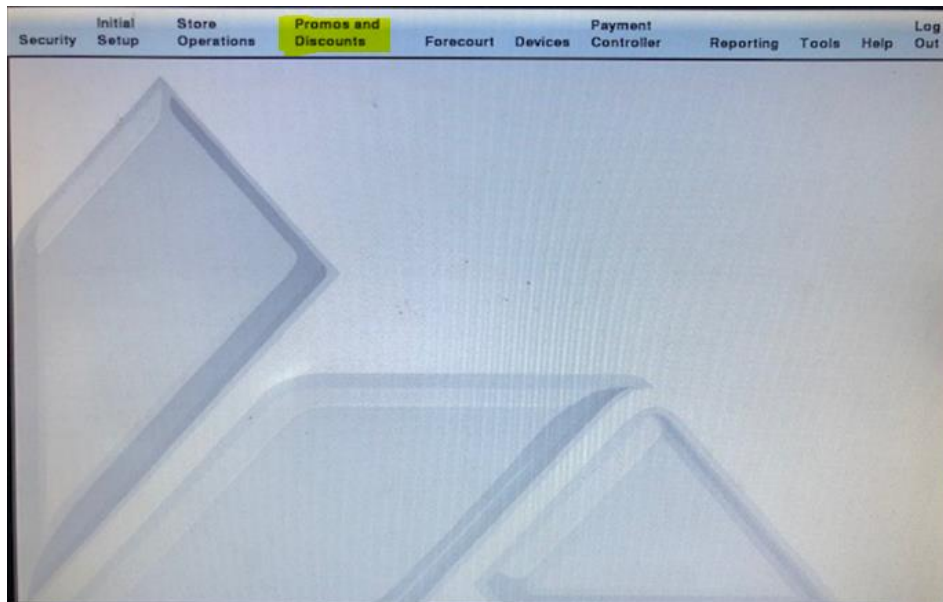 Security
Initial
Setup
Store
Operations
Promos and
Discounts
Forecourt
Devices
Payment
Controller
Reporting
Tools
Help
Log
Out